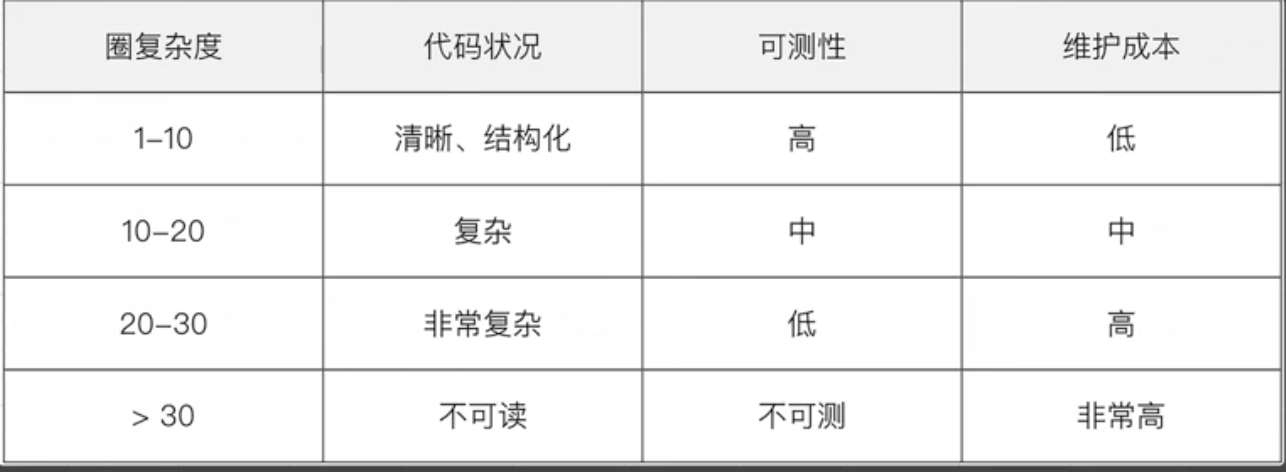 圈复杂度 代码状况 可测性 维护成本
1–10 清晰、结构化 高 低
10–20 复杂 中 中
20–30 非常复杂 低 高
> 30 不可读 不可测 非常高